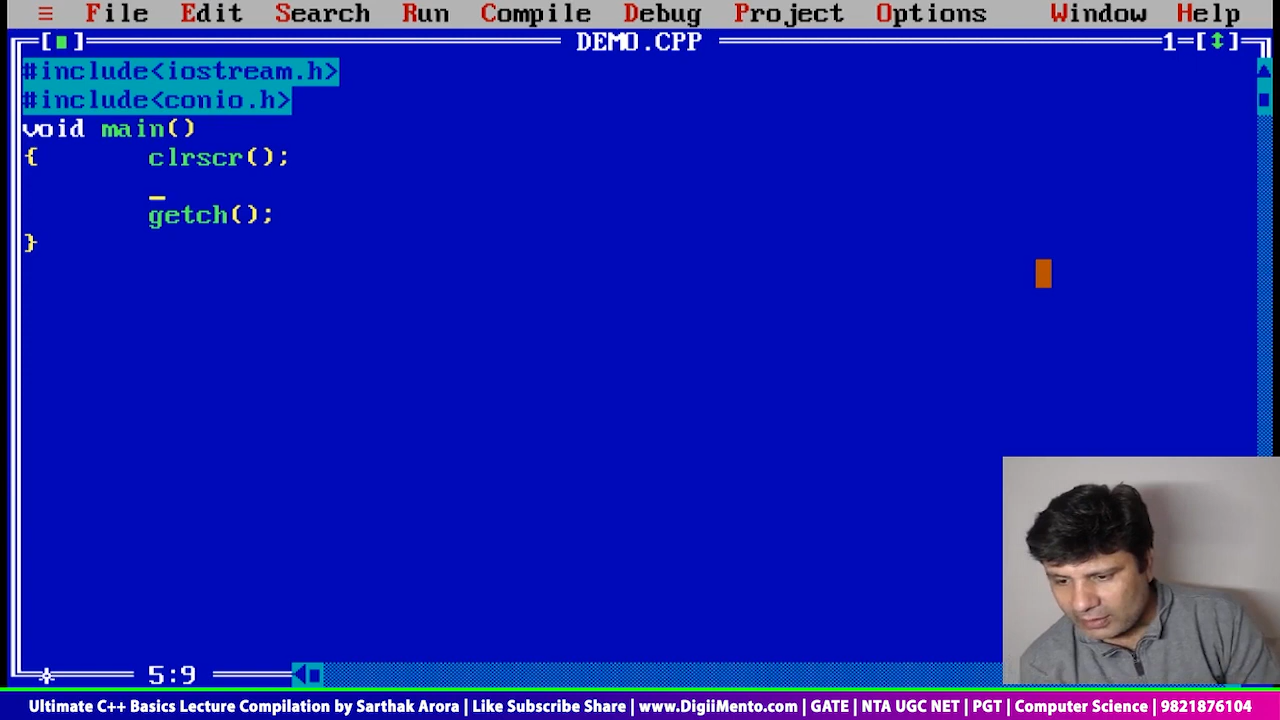 ≡ File Edit Search Run Compile Debug Project Options Window Help
[■] DEMO.CPP 1=[↕]
#include<iostream.h>
#include<conio.h>
void main()
{ clrscr();
_
getch();
}
5:9
Ultimate C++ Basics Lecture Compilation by Sarthak Arora | Like Subscribe Share | www.DigiiMento.com | GATE | NTA UGC NET | PGT | Computer Science | 9821876104